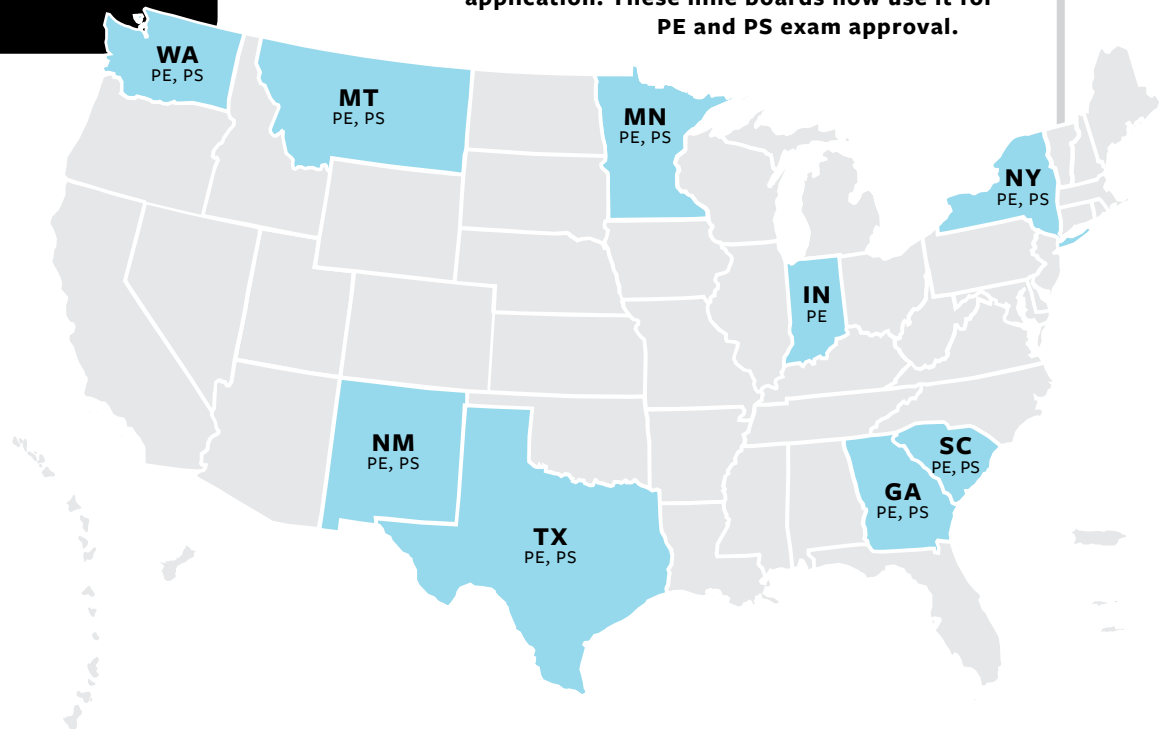 application. These nine boards now use it for
PE and PS exam approval.
WA
PE, PS
MT
PE, PS
MN
PE, PS
NY
PE, PS
IN
PE
NM
PE, PS
SC
PE, PS
GA
PE, PS
TX
PE, PS